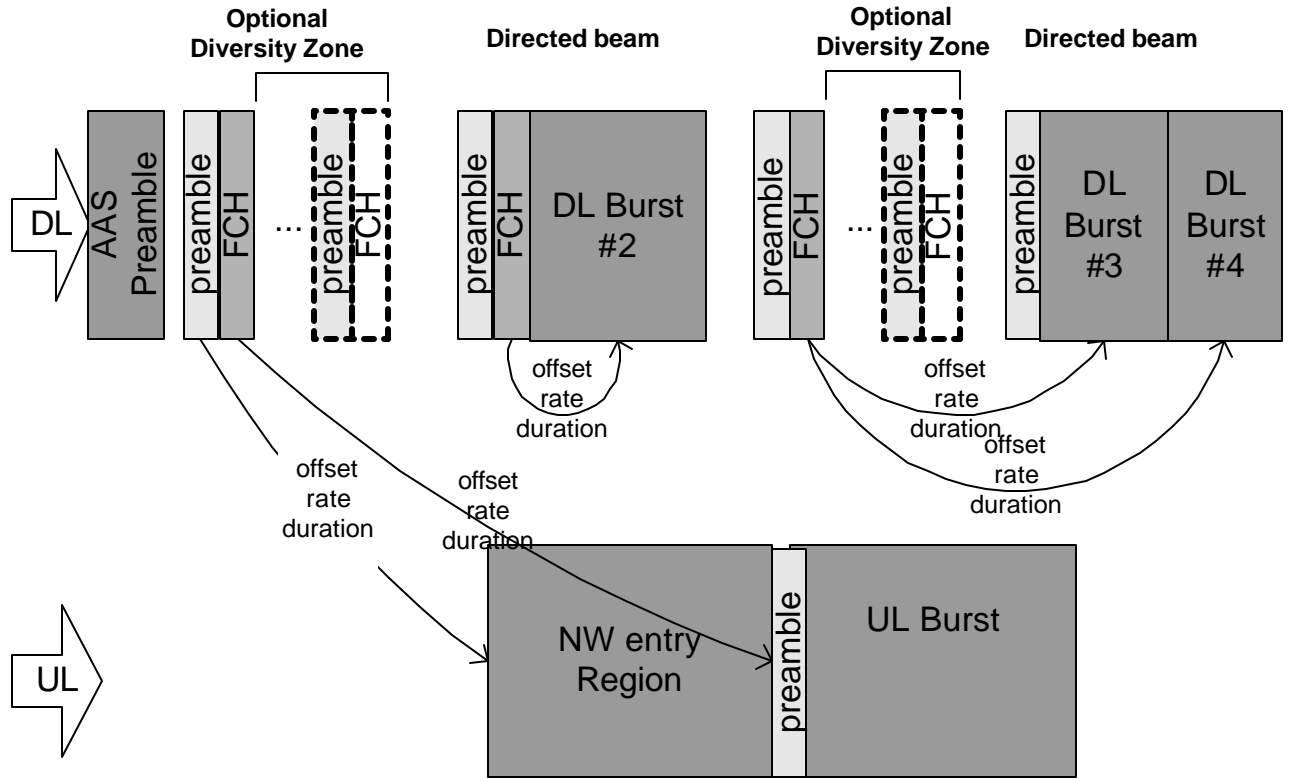 Optional
Diversity Zone
Directed beam
Optional
Diversity Zone
Directed beam
DL
AAS
Preamble
preamble
FCH
...
preamble
FCH
preamble
FCH
DL Burst
#2
preamble
FCH
...
preamble
FCH
preamble
DL
Burst
#3
DL
Burst
#4
offset
rate
duration
offset
rate
duration
offset
rate
duration
offset
rate
duration
offset
rate
duration
UL
NW entry
Region
preamble
UL Burst